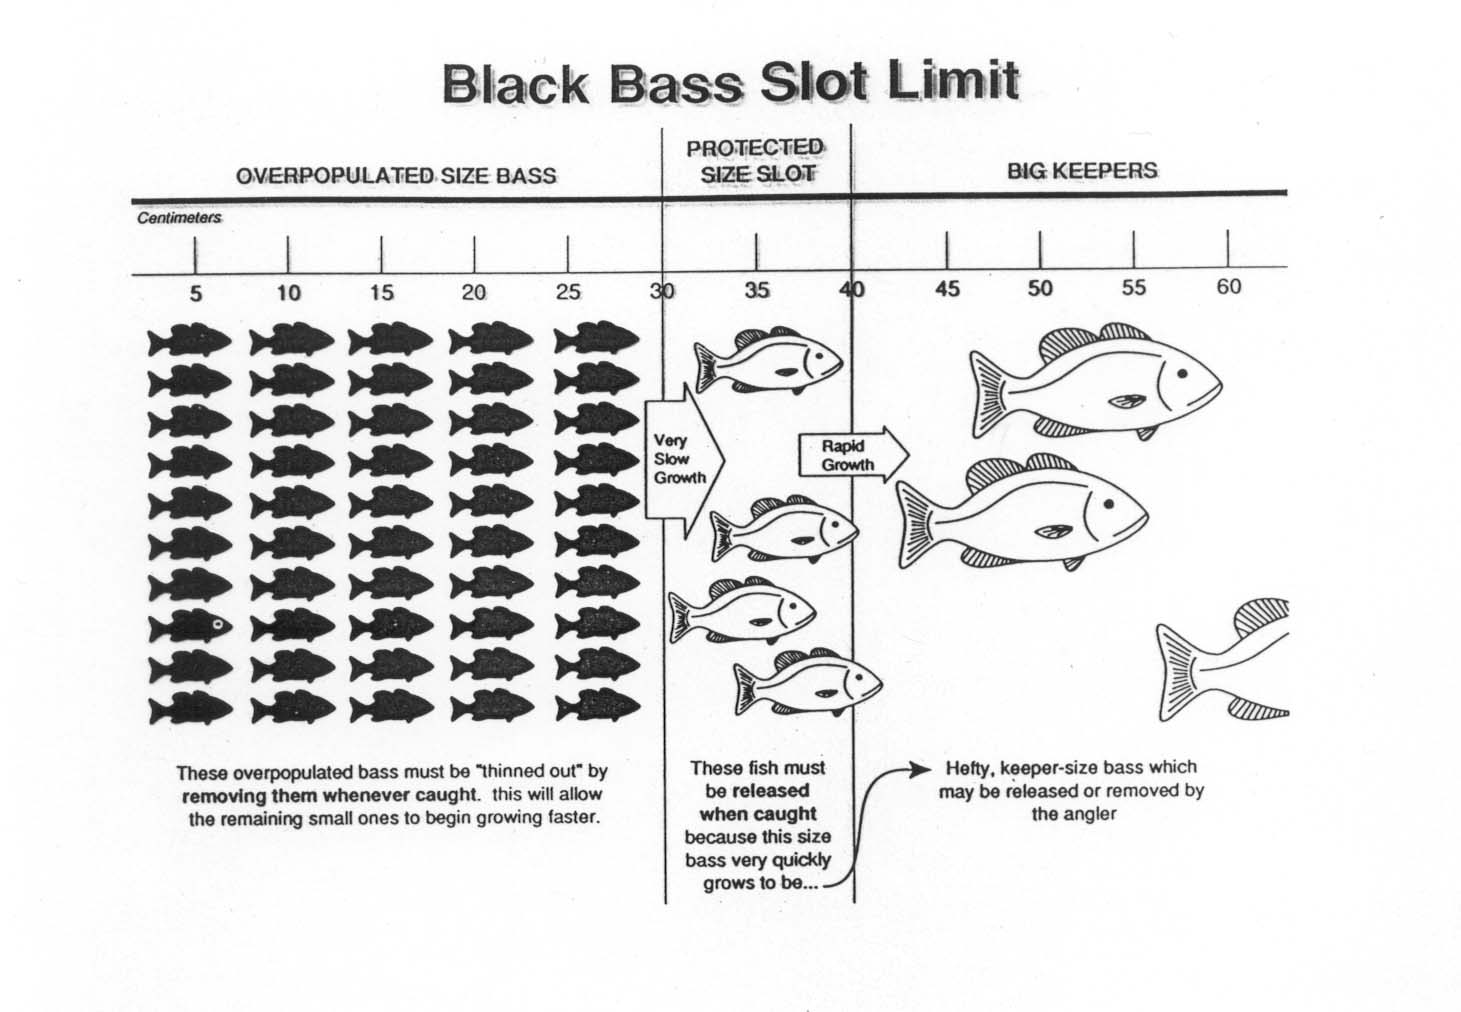 Black Bass Slot Limit
OVERPOPULATED SIZE BASS
PROTECTED
SIZE SLOT
BIG KEEPERS
Centimeters
5 10 15 20 25 30 35 40 45 50 55 60
Very
Slow
Growth
Rapid
Growth
These overpopulated bass must be "thinned out" by
removing them whenever caught. this will allow
the remaining small ones to begin growing faster.
These fish must
be released
when caught
because this size
bass very quickly
grows to be...
Hefty, keeper-size bass which
may be released or removed by
the angler